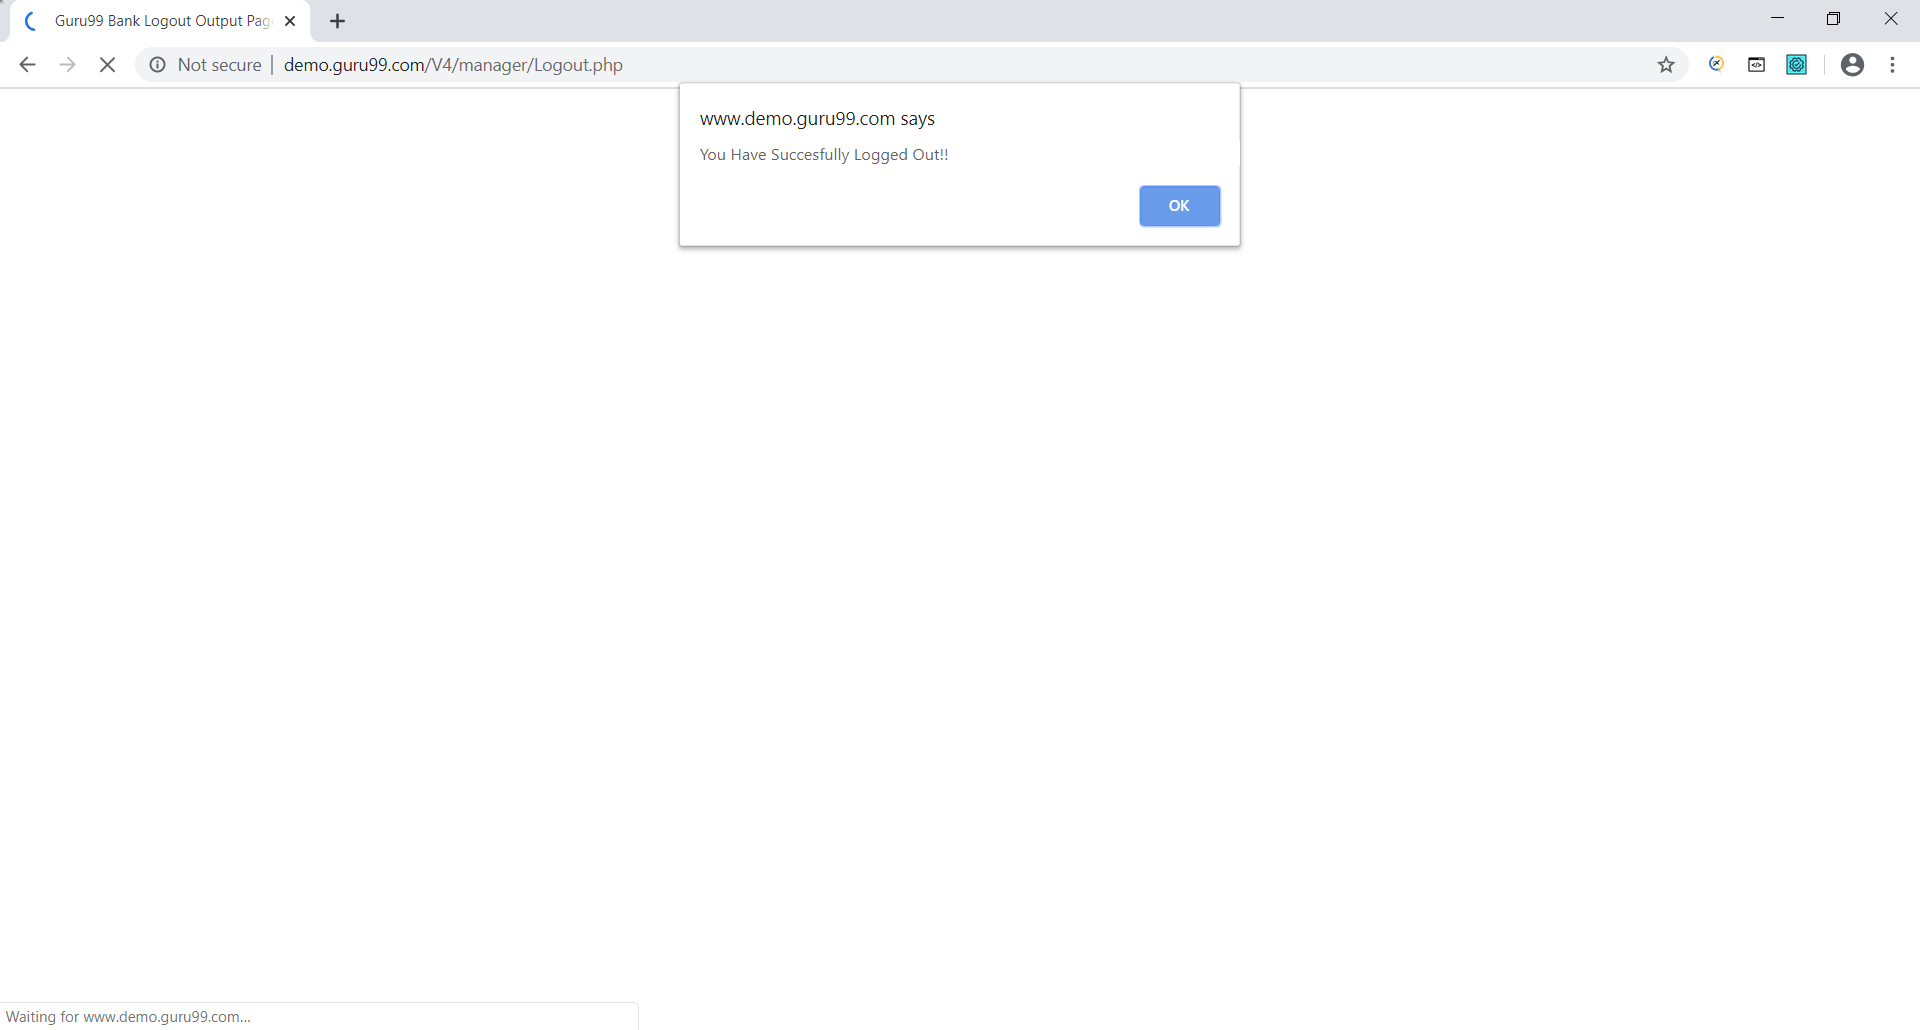 Guru99 Bank Logout Output Pag
Not secure | demo.guru99.com/V4/manager/Logout.php
www.demo.guru99.com says
You Have Succesfully Logged Out!!
OK
Waiting for www.demo.guru99.com...